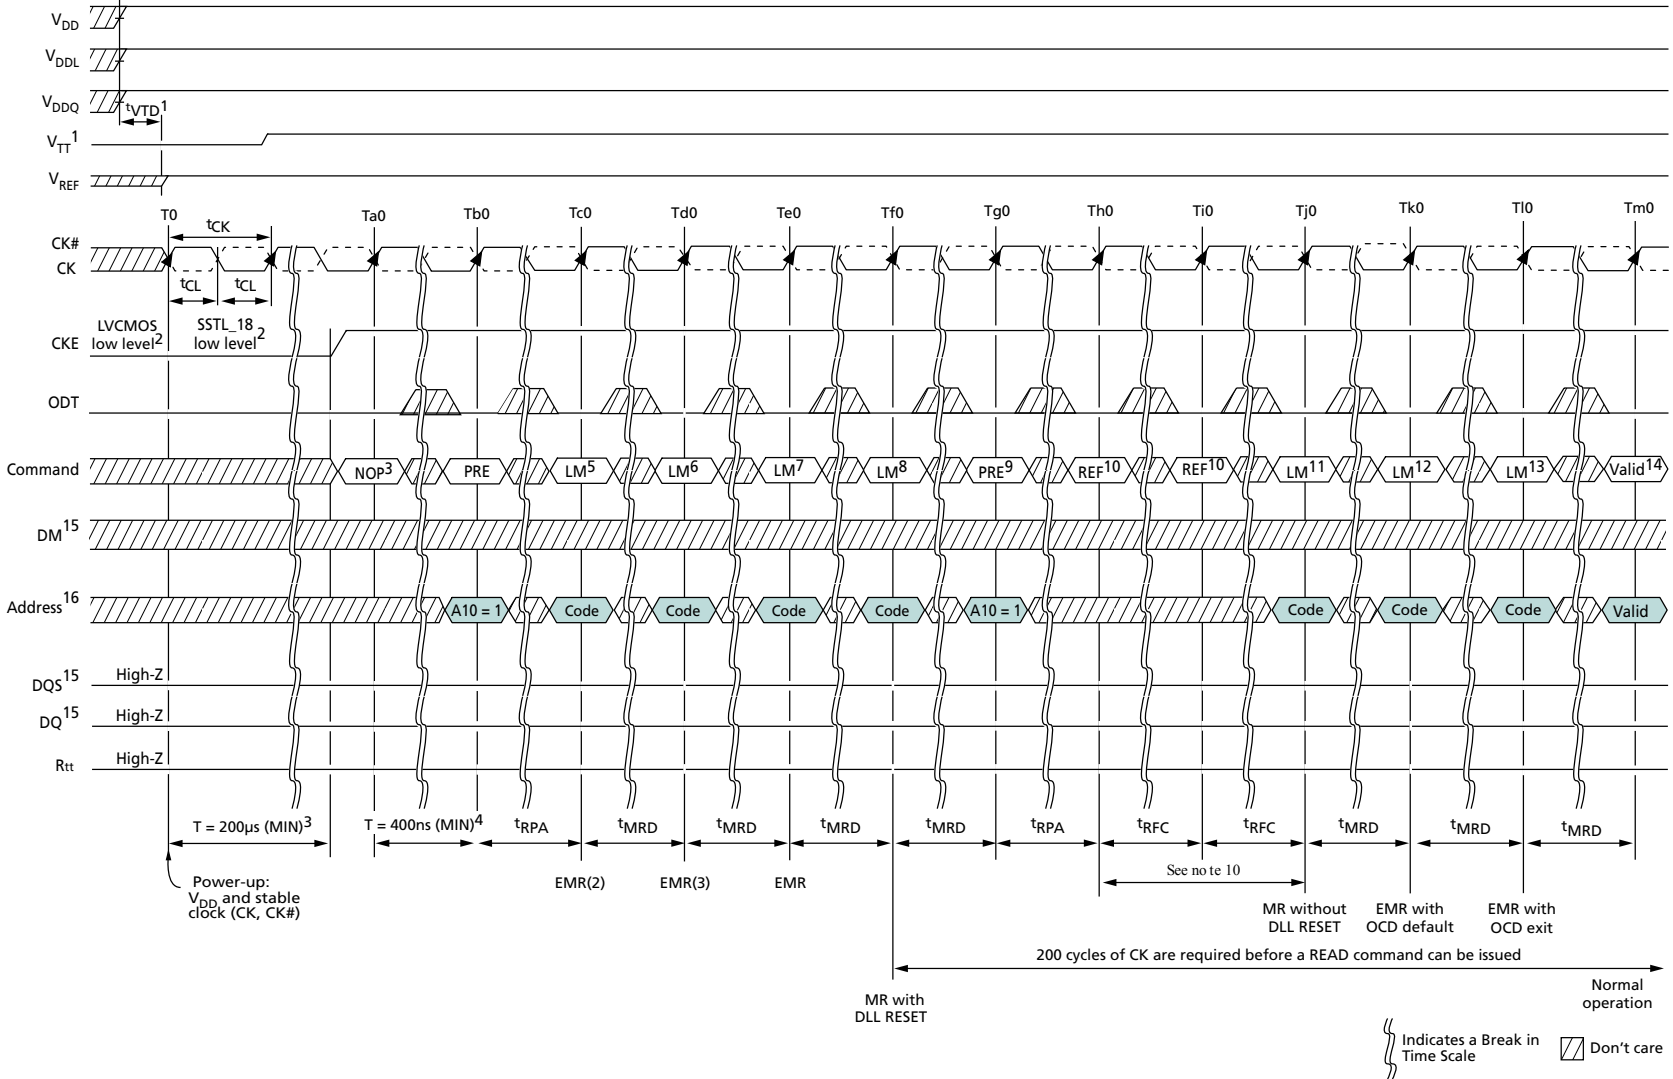 VDD
VDDL
VDDQ
tVTD1
VTT1
VREF
T0 Ta0 Tb0 Tc0 Td0 Te0 Tf0 Tg0 Th0 Ti0 Tj0 Tk0 Tl0 Tm0
tCK
CK#
CK
tCL tCL
LVCMOS
low level2
SSTL_18
low level2
CKE
ODT
Command NOP3 PRE LM5 LM6 LM7 LM8 PRE9 REF10 REF10 LM11 LM12 LM13 Valid14
DM15
Address16 A10 = 1 Code Code Code Code A10 = 1 Code Code Code Valid
DQS15 High-Z
DQ15 High-Z
Rtt High-Z
T = 200µs (MIN)3 T = 400ns (MIN)4 tRPA tMRD tMRD tMRD tMRD tRPA tRFC tRFC tMRD tMRD tMRD
Power-up:
VDD and stable
clock (CK, CK#)
EMR(2) EMR(3) EMR
See note 10
MR without
DLL RESET
EMR with
OCD default
EMR with
OCD exit
200 cycles of CK are required before a READ command can be issued
MR with
DLL RESET
Normal
operation
Indicates a Break in
Time Scale
Don't care